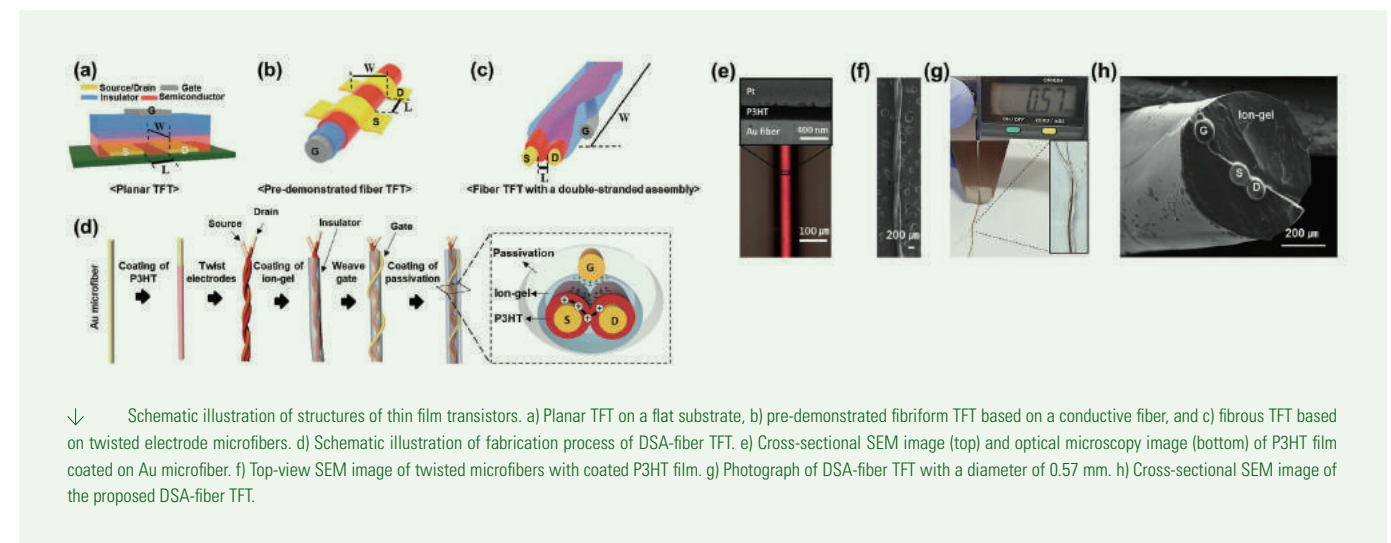 (a)
Source/Drain Gate
Insulator Semiconductor
G
W
S D
L
<Planar TFT>
(b)
W
D
L
S
G
<Pre-demonstrated fiber TFT>
(c)
W
G
S D
L
<Fiber TFT with a double-stranded assembly>
(d)
Au microfiber
Coating of
P3HT
Source
Drain
Twist
electrodes
Coating of
ion-gel
Insulator
Weave
gate
Gate
Coating of
passivation
Passivation
G
Ion-gel
P3HT
S D
(e)
Pt
P3HT
Au fiber 400 nm
100 μm
(f)
200 μm
(g)
0.57
(h)
Ion-gel
G
S
D
200 μm
↓ Schematic illustration of structures of thin film transistors. a) Planar TFT on a flat substrate, b) pre-demonstrated fibriform TFT based on a conductive fiber, and c) fibrous TFT based
on twisted electrode microfibers. d) Schematic illustration of fabrication process of DSA-fiber TFT. e) Cross-sectional SEM image (top) and optical microscopy image (bottom) of P3HT film
coated on Au microfiber. f) Top-view SEM image of twisted microfibers with coated P3HT film. g) Photograph of DSA-fiber TFT with a diameter of 0.57 mm. h) Cross-sectional SEM image of
the proposed DSA-fiber TFT.